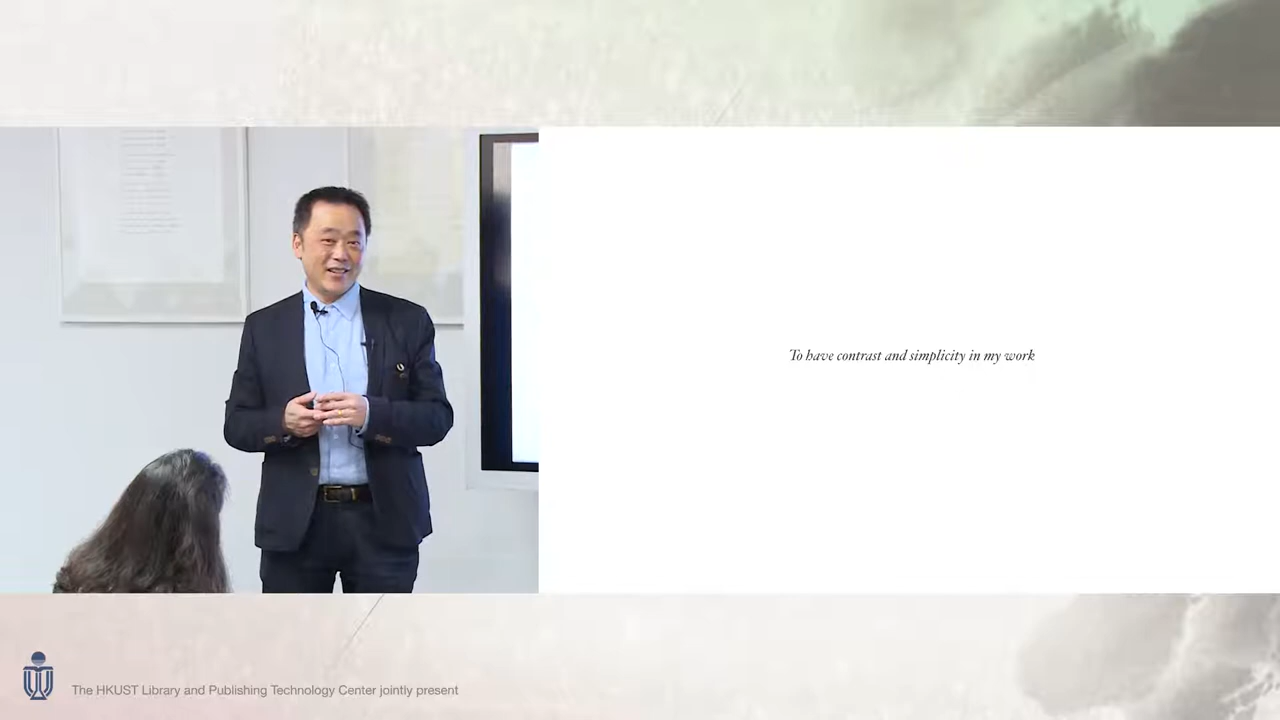 To have contrast and simplicity in my work
The HKUST Library and Publishing Technology Center jointly present